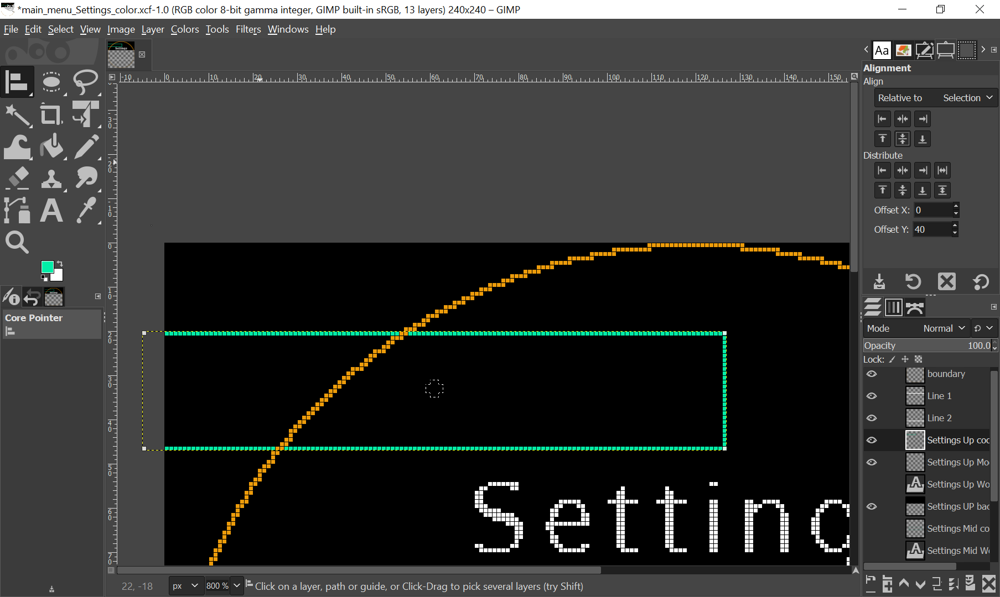 *main_menu_Settings_color.xcf-1.0 (RGB color 8-bit gamma integer, GIMP built-in sRGB, 13 layers) 240x240 – GIMP
File Edit Select View Image Layer Colors Tools Filters Windows Help
Aa
Alignment
Align
Relative to Selection
Distribute
Offset X: 0
Offset Y: 40
-10 0 10 20 30 40 50 60 70 80 90 100 110 120 130 150
Core Pointer
Settin
Mode Normal
Opacity 100.0
Lock:
boundary
Line 1
Line 2
Settings Up coo
Settings Up Mo
Settings Up Wo
Settings UP bac
Settings Mid co
Settings Mid W
22, -18 px 800 % Click on a layer, path or guide, or Click-Drag to pick several layers (try Shift)